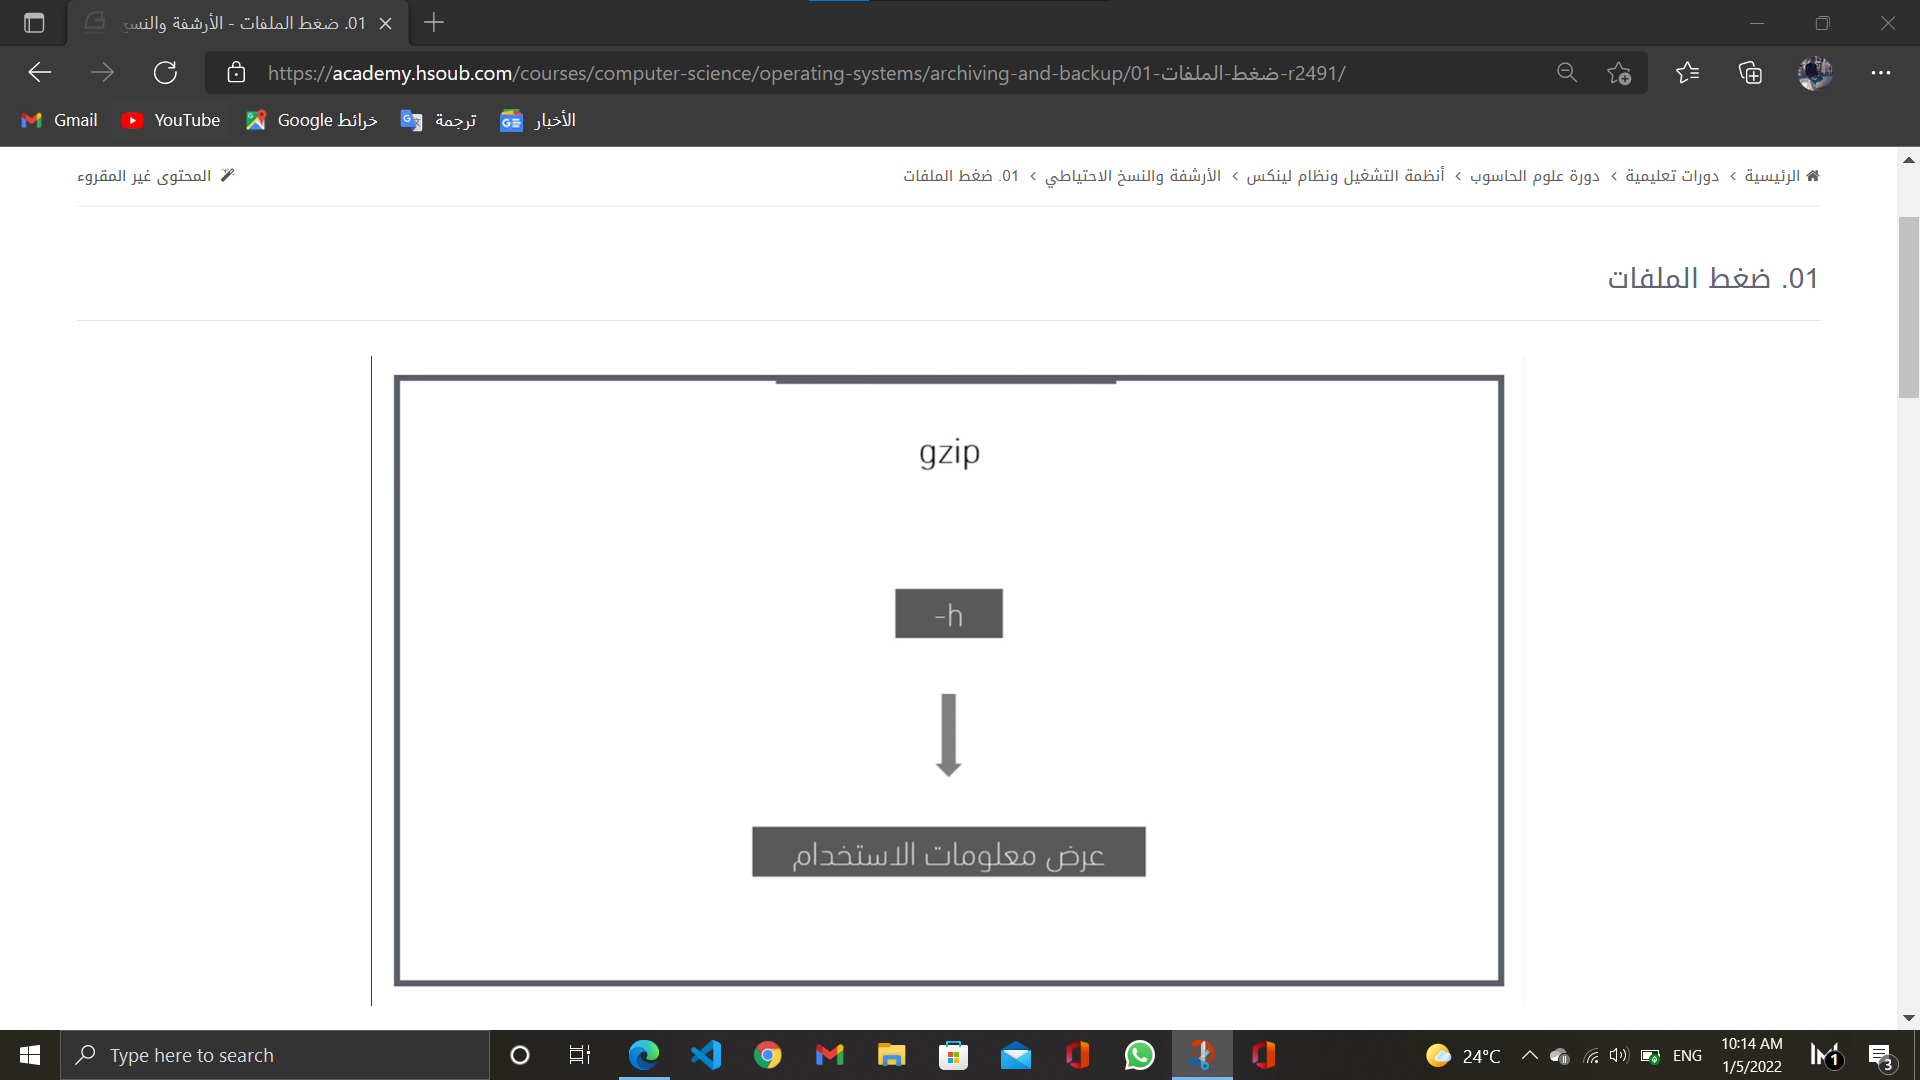 01. ضغط الملفات - الأرشفة والنسخ
https://academy.hsoub.com/courses/computer-science/operating-systems/archiving-and-backup/01-ضغط-الملفات-r2491/
Gmail
YouTube
خرائط Google
ترجمة
الأخبار
الرئيسية > دورات تعليمية > دورة علوم الحاسوب > أنظمة التشغيل ونظام لينكس > الأرشفة والنسخ الاحتياطي > 01. ضغط الملفات
المحتوى غير المقروء
01. ضغط الملفات
gzip
-h
عرض معلومات الاستخدام
Type here to search
24°C
ENG
10:14 AM
1/5/2022
1
3